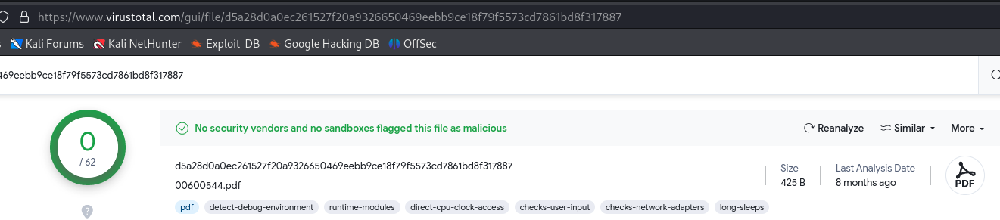 https://www.virustotal.com/gui/file/d5a28d0a0ec261527f20a9326650469eebb9ce18f79f5573cd7861bd8f317887
Kali Forums Kali NetHunter Exploit-DB Google Hacking DB OffSec
469eebb9ce18f79f5573cd7861bd8f317887
0
/ 62
No security vendors and no sandboxes flagged this file as malicious
Reanalyze Similar More
d5a28d0a0ec261527f20a9326650469eebb9ce18f79f5573cd7861bd8f317887
00600544.pdf
Size
425 B
Last Analysis Date
8 months ago
PDF
pdf detect-debug-environment runtime-modules direct-cpu-clock-access checks-user-input checks-network-adapters long-sleeps
?